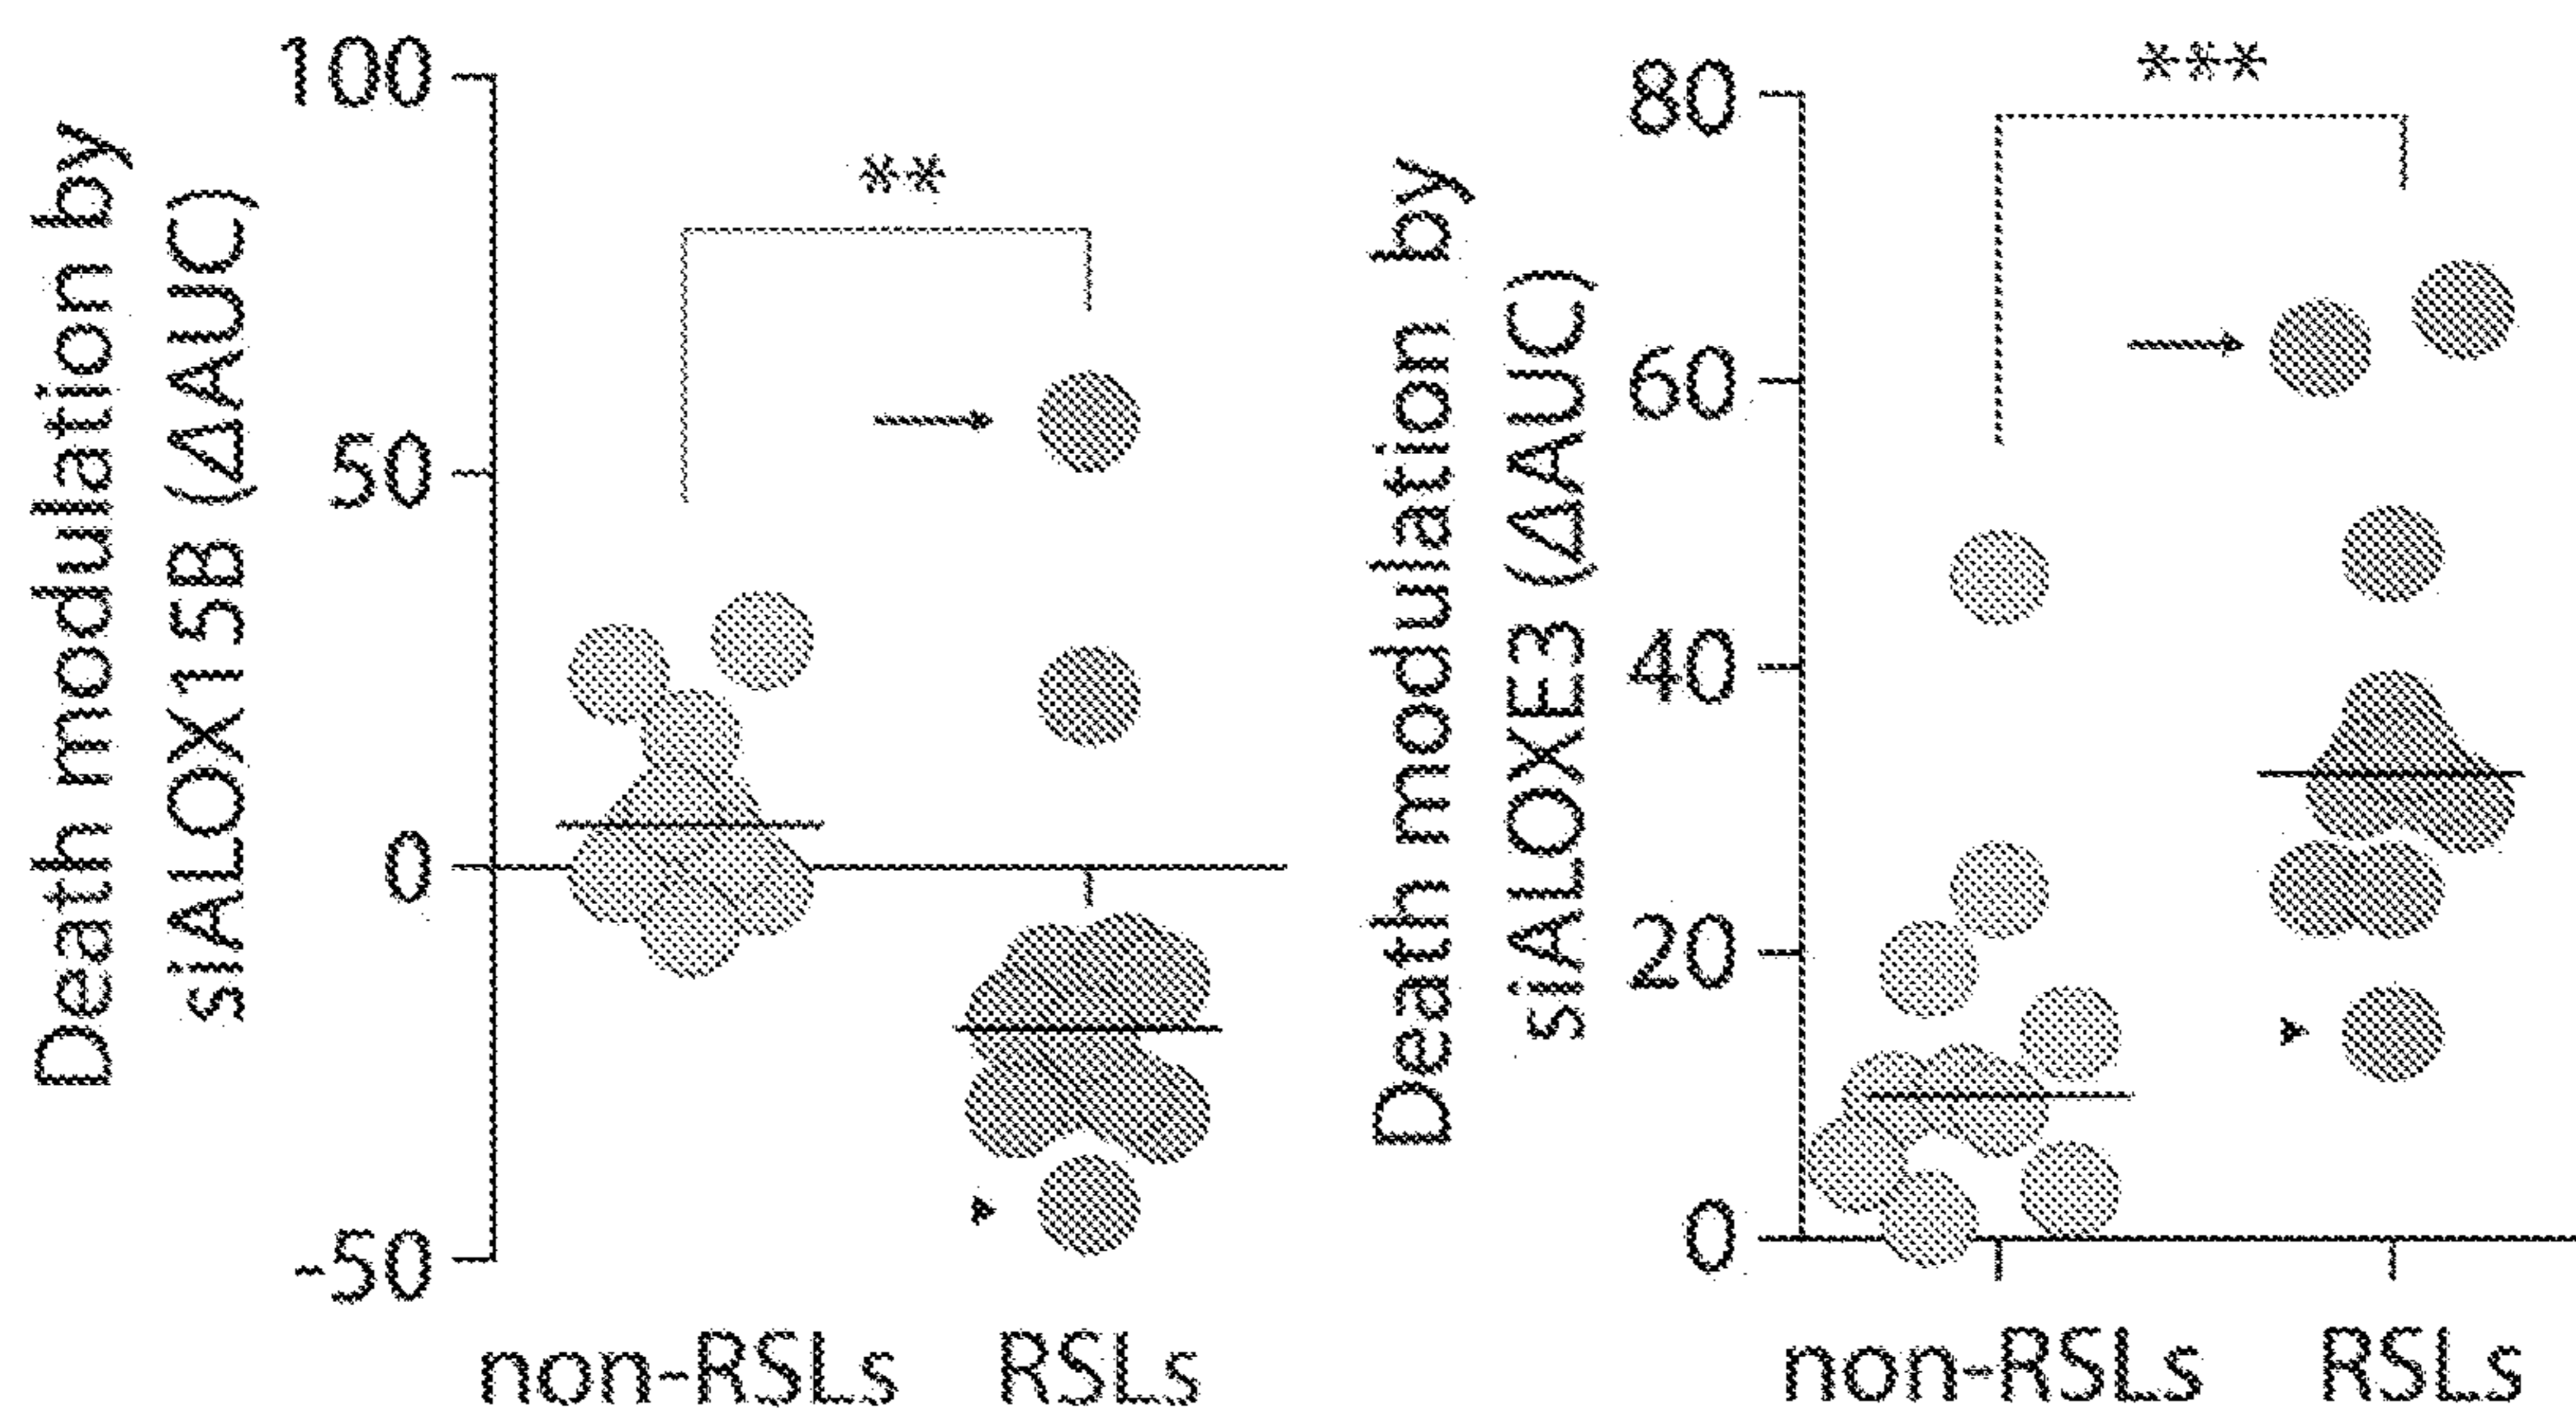 Death modulation by
siALOX15B (ΔAUC)
100
50
0
-50
**
non-RSLs
RSLs
Death modulation by
siALOXE3 (ΔAUC)
80
60
40
20
0
***
non-RSLs
RSLs